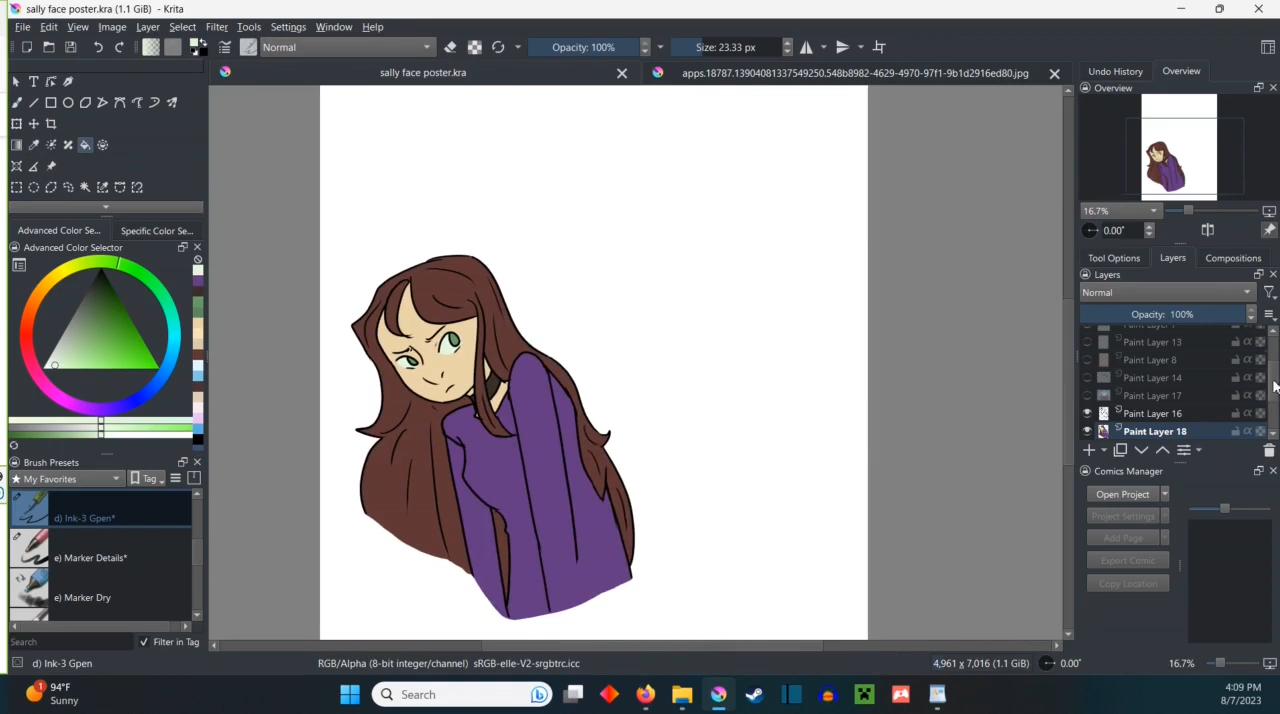 sally face poster.kra (1.1 GiB) - Krita
File Edit View Image Layer Select Filter Tools Settings Window Help
Normal Opacity: 100% Size: 23.33 px
sally face poster.kra
apps.18787.13904081337549250.548b8982-4629-4970-97f1-9b1d2916ed80.jpg
Undo History Overview
Overview
16.7%
0.00°
Tool Options Layers Compositions
Layers
Normal
Opacity: 100%
Paint Layer 13
Paint Layer 8
Paint Layer 14
Paint Layer 17
Paint Layer 16
Paint Layer 18
Comics Manager
Open Project
Project Settings
Add Page
Export Comic
Copy Location
Advanced Color Se... Specific Color Se...
Advanced Color Selector
Brush Presets
My Favorites Tag
d) Ink-3 Gpen*
e) Marker Details*
e) Marker Dry
Search Filter in Tag
d) Ink-3 Gpen RGB/Alpha (8-bit integer/channel) sRGB-elle-V2-srgbtrc.icc 4,961 x 7,016 (1.1 GiB) 0.00° 16.7%
1 94°F
Sunny
Search
4:09 PM
8/7/2023